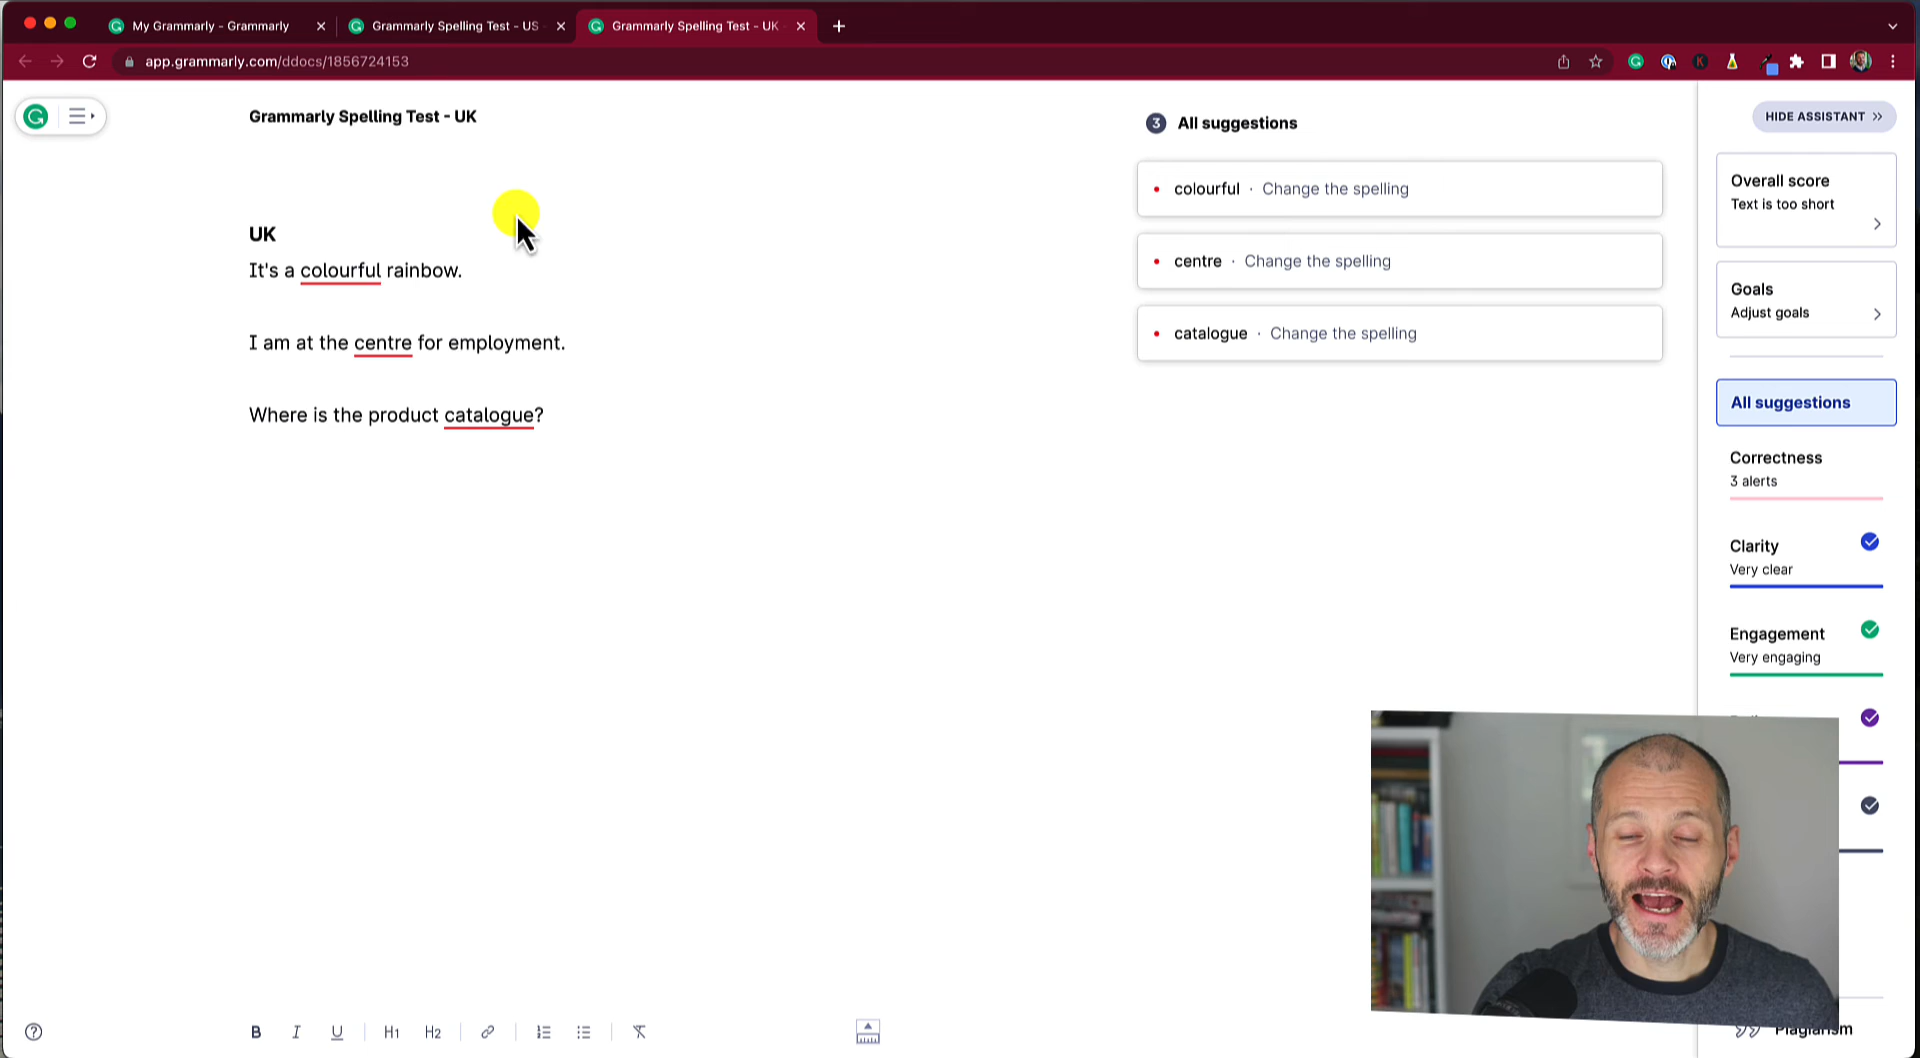 My Grammarly - Grammarly
Grammarly Spelling Test - US
Grammarly Spelling Test - UK
app.grammarly.com/ddocs/1856724153
Grammarly Spelling Test - UK
3 All suggestions
HIDE ASSISTANT
colourful · Change the spelling
Overall score
Text is too short
UK
It's a colourful rainbow.
centre · Change the spelling
Goals
Adjust goals
I am at the centre for employment.
catalogue · Change the spelling
Where is the product catalogue?
All suggestions
Correctness
3 alerts
Clarity
Very clear
Engagement
Very engaging
B I U H1 H2
Plagiarism